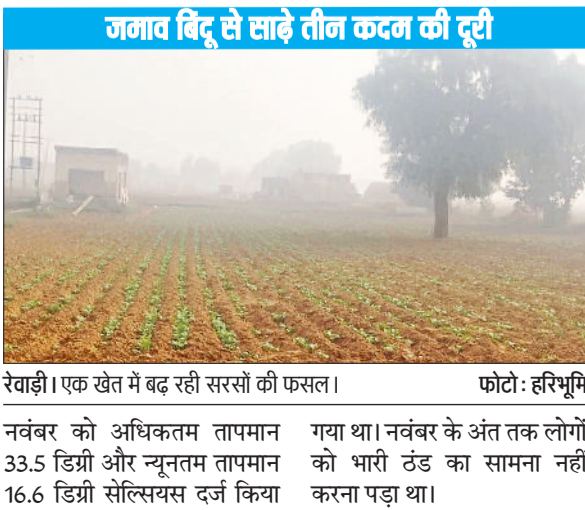 जमाव बिंदू से साढ़े तीन कदम की दूरी
रेवाड़ी। एक खेत में बढ़ रही सरसों की फसल।
फोटो : हरिभूमि
नवंबर को अधिकतम तापमान
33.5 डिग्री और न्यूनतम तापमान
16.6 डिग्री सेल्सियस दर्ज किया
गया था। नवंबर के अंत तक लोगों
को भारी ठंड का सामना नहीं
करना पड़ा था।